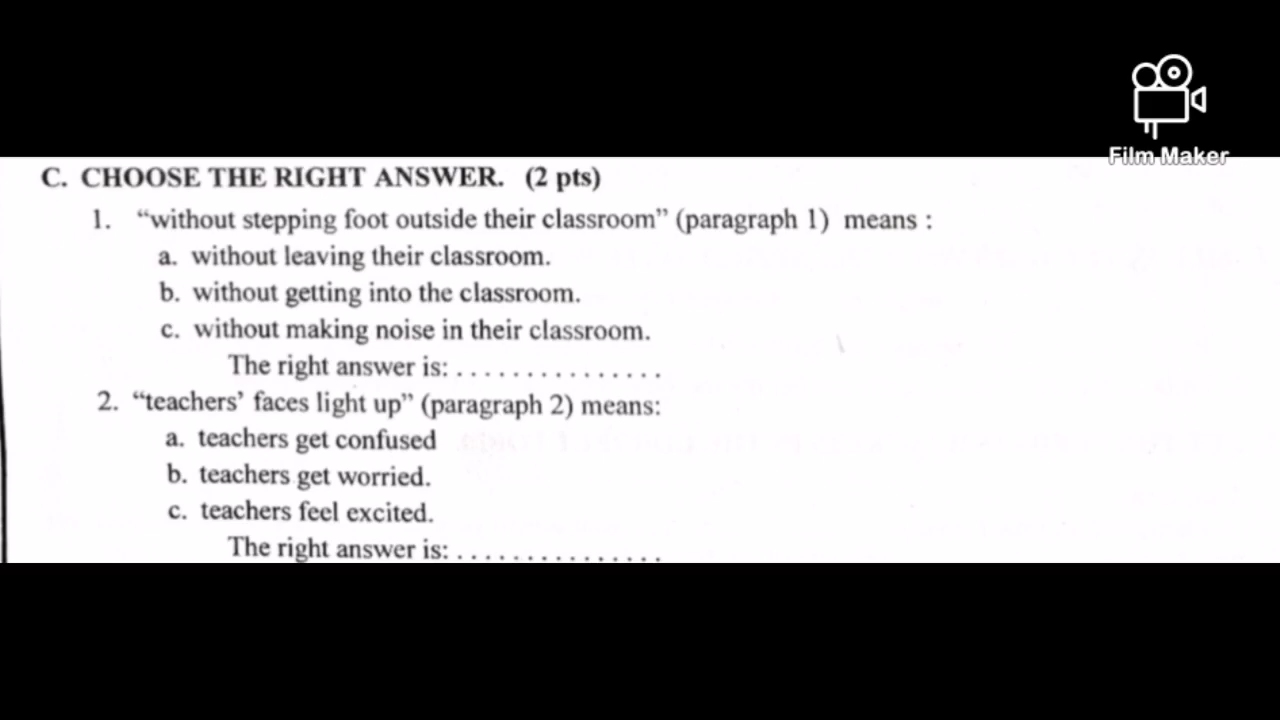 Film Maker
C. CHOOSE THE RIGHT ANSWER. (2 pts)
1. “without stepping foot outside their classroom” (paragraph 1) means :
a. without leaving their classroom.
b. without getting into the classroom.
c. without making noise in their classroom.
The right answer is: . . . . . . . . . . . . . . .
2. “teachers’ faces light up” (paragraph 2) means:
a. teachers get confused
b. teachers get worried.
c. teachers feel excited.
The right answer is: . . . . . . . . . . . . . . .